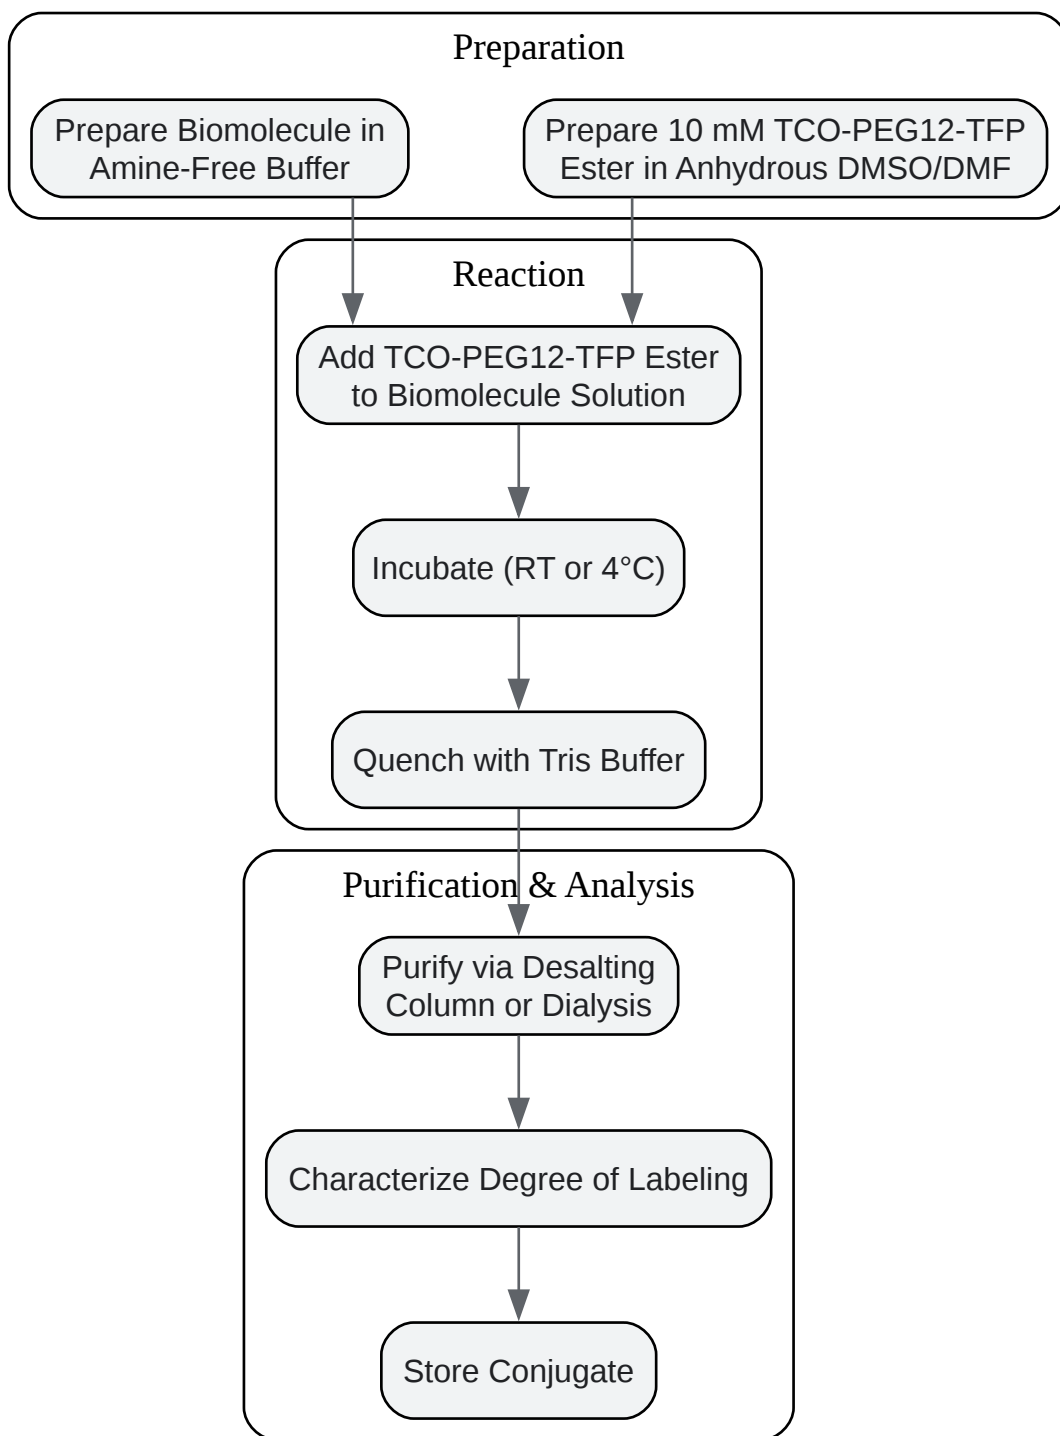 Preparation
Prepare Biomolecule in
Amine-Free Buffer
Prepare 10 mM TCO-PEG12-TFP
Ester in Anhydrous DMSO/DMF
Reaction
Add TCO-PEG12-TFP Ester
to Biomolecule Solution
Incubate (RT or 4°C)
Quench with Tris Buffer
Purification & Analysis
Purify via Desalting
Column or Dialysis
Characterize Degree of Labeling
Store Conjugate